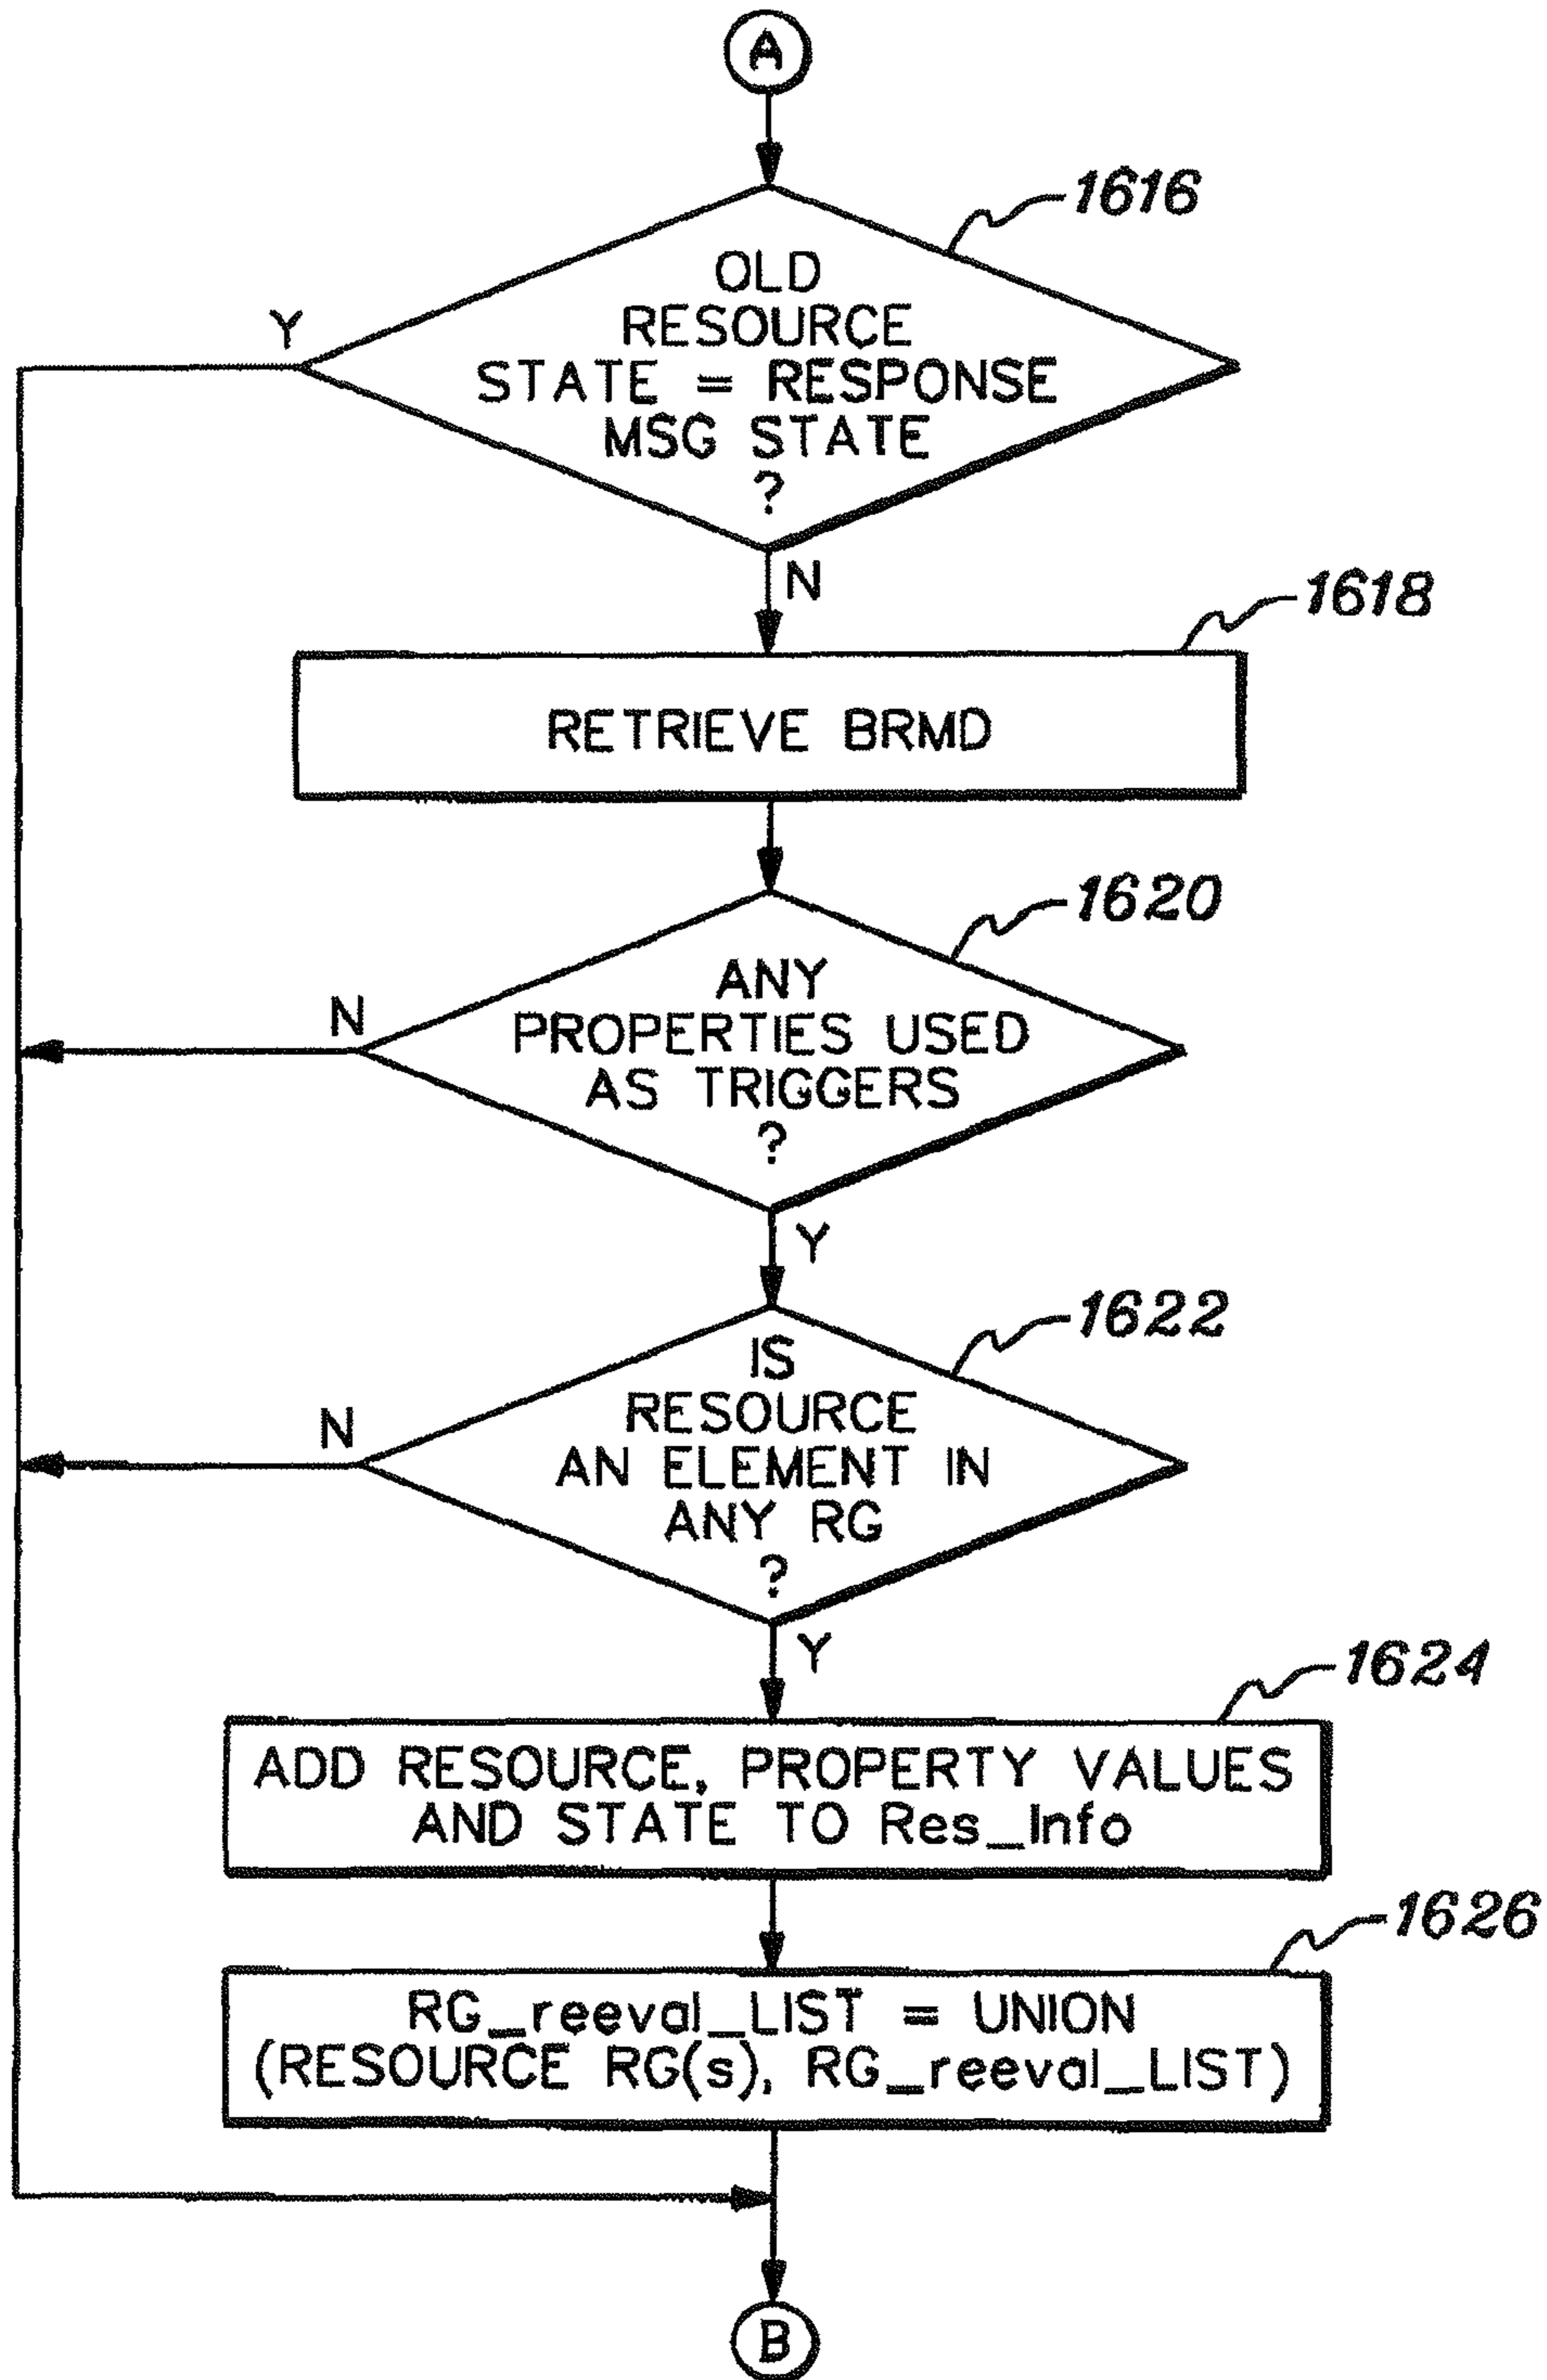 A
1616
OLD
RESOURCE
STATE = RESPONSE
MSG STATE
?
Y
N
1618
RETRIEVE BRMD
1620
ANY
PROPERTIES USED
AS TRIGGERS
?
N
Y
1622
IS
RESOURCE
AN ELEMENT IN
ANY RG
?
N
Y
1624
ADD RESOURCE, PROPERTY VALUES
AND STATE TO Res_Info
1626
RG_reeval_LIST = UNION
(RESOURCE RG(s), RG_reeval_LIST)
B